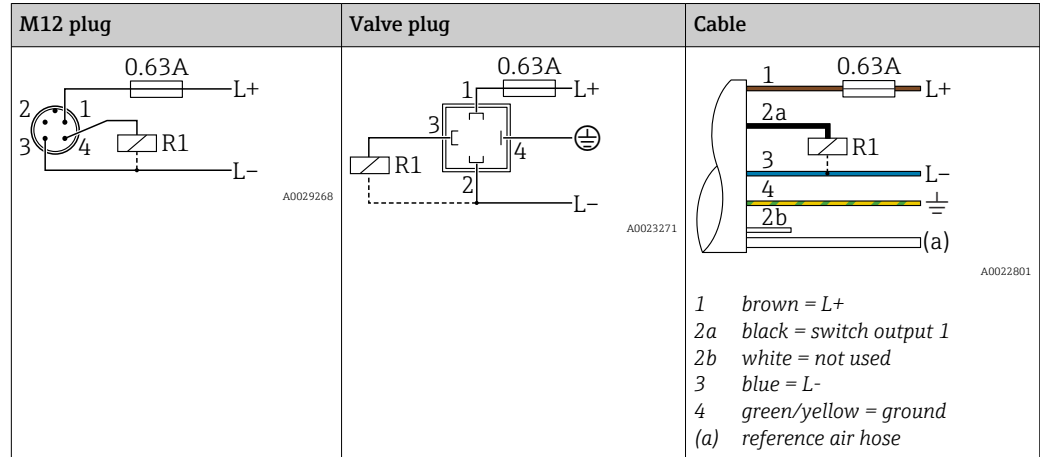 M12 plug
Valve plug
Cable
0.63A
L+
2 1
3 4
R1
L–
A0029268
0.63A
1
L+
3
4
R1
2
L–
A0023271
1 0.63A
L+
2a
R1
3
L–
4
2b
(a)
A0022801
1 brown = L+
2a black = switch output 1
2b white = not used
3 blue = L-
4 green/yellow = ground
(a) reference air hose